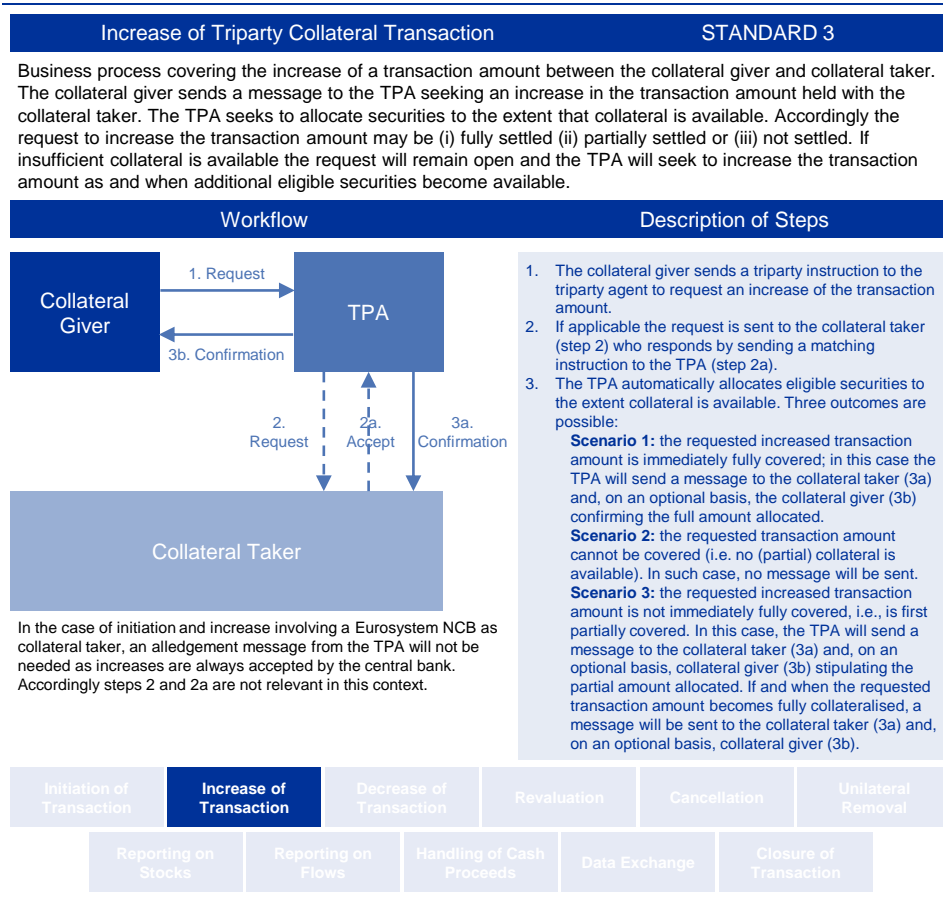 Increase of Triparty Collateral Transaction STANDARD 3
Business process covering the increase of a transaction amount between the collateral giver and collateral taker.
The collateral giver sends a message to the TPA seeking an increase in the transaction amount held with the
collateral taker. The TPA seeks to allocate securities to the extent that collateral is available. Accordingly the
request to increase the transaction amount may be (i) fully settled (ii) partially settled or (iii) not settled. If
insufficient collateral is available the request will remain open and the TPA will seek to increase the transaction
amount as and when additional eligible securities become available.
Workflow
Collateral
Giver
1. Request
TPA
3b. Confirmation
2.
Request
2a.
Accept
3a.
Confirmation
Collateral Taker
In the case of initiation and increase involving a Eurosystem NCB as
collateral taker, an alledgement message from the TPA will not be
needed as increases are always accepted by the central bank.
Accordingly steps 2 and 2a are not relevant in this context.
Description of Steps
1. The collateral giver sends a triparty instruction to the
triparty agent to request an increase of the transaction
amount.
2. If applicable the request is sent to the collateral taker
(step 2) who responds by sending a matching
instruction to the TPA (step 2a).
3. The TPA automatically allocates eligible securities to
the extent collateral is available. Three outcomes are
possible:
Scenario 1: the requested increased transaction
amount is immediately fully covered; in this case the
TPA will send a message to the collateral taker (3a)
and, on an optional basis, the collateral giver (3b)
confirming the full amount allocated.
Scenario 2: the requested transaction amount
cannot be covered (i.e. no (partial) collateral is
available). In such case, no message will be sent.
Scenario 3: the requested increased transaction
amount is not immediately fully covered, i.e., is first
partially covered. In this case, the TPA will send a
message to the collateral taker (3a) and, on an
optional basis, collateral giver (3b) stipulating the
partial amount allocated. If and when the requested
transaction amount becomes fully collateralised, a
message will be sent to the collateral taker (3a) and,
on an optional basis, collateral giver (3b).
Initiation of
Transaction
Increase of
Transaction
Decrease of
Transaction
Revaluation
Cancellation
Unilateral
Removal
Reporting on
Stocks
Reporting on
Flows
Handling of Cash
Proceeds
Data Exchange
Closure of
Transaction